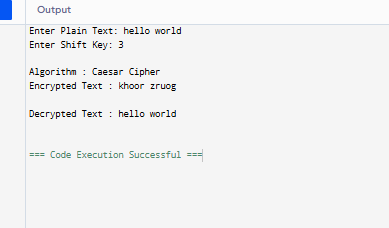 Output
Enter Plain Text: hello world
Enter Shift Key: 3
Algorithm : Caesar Cipher
Encrypted Text : khoor zruog
Decrypted Text : hello world
=== Code Execution Successful ===